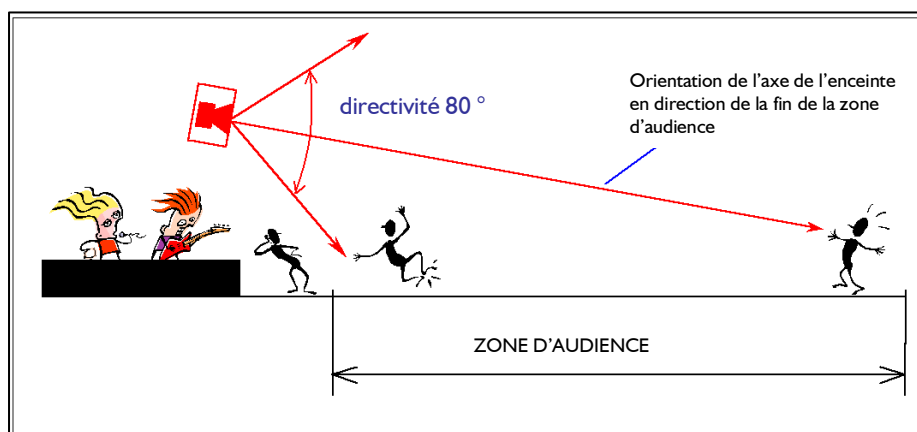 directivité 80 °
Orientation de l'axe de l'enceinte
en direction de la fin de la zone
d'audience
ZONE D'AUDIENCE